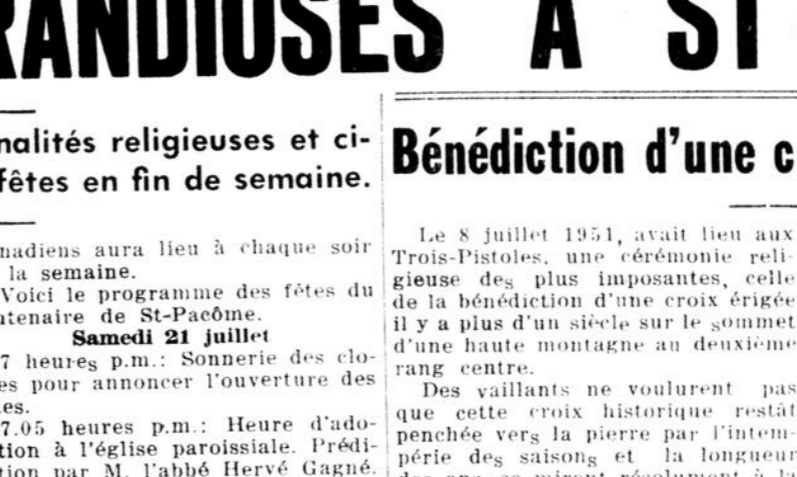 RANDIOSES A ST
nalités religieuses et ci-
fêtes en fin de semaine.
nadiens aura lieu à chaque soir
la semaine.
Voici le programme des fêtes du
ntenaire de St-Pacôme.
Samedi 21 juillet
7 heures p.m.: Sonnerie des clo-
es pour annoncer l'ouverture des
es.
7.05 heures p.m.: Heure d'ado-
tion à l'église paroissiale. Prédi-
tion par M. l'abbé Hervé Gagné.
Bénédiction d'une c
Le 8 juillet 1951, avait lieu aux
Trois-Pistoles, une cérémonie reli-
gieuse des plus imposantes, celle
de la bénédiction d'une croix érigée
il y a plus d'un siècle sur le sommet
d'une haute montagne au deuxième
rang centre.
Des vaillants ne voulurent pas
que cette croix historique restât
penchée vers la pierre par l'intem-
périe des saisons et la longueur